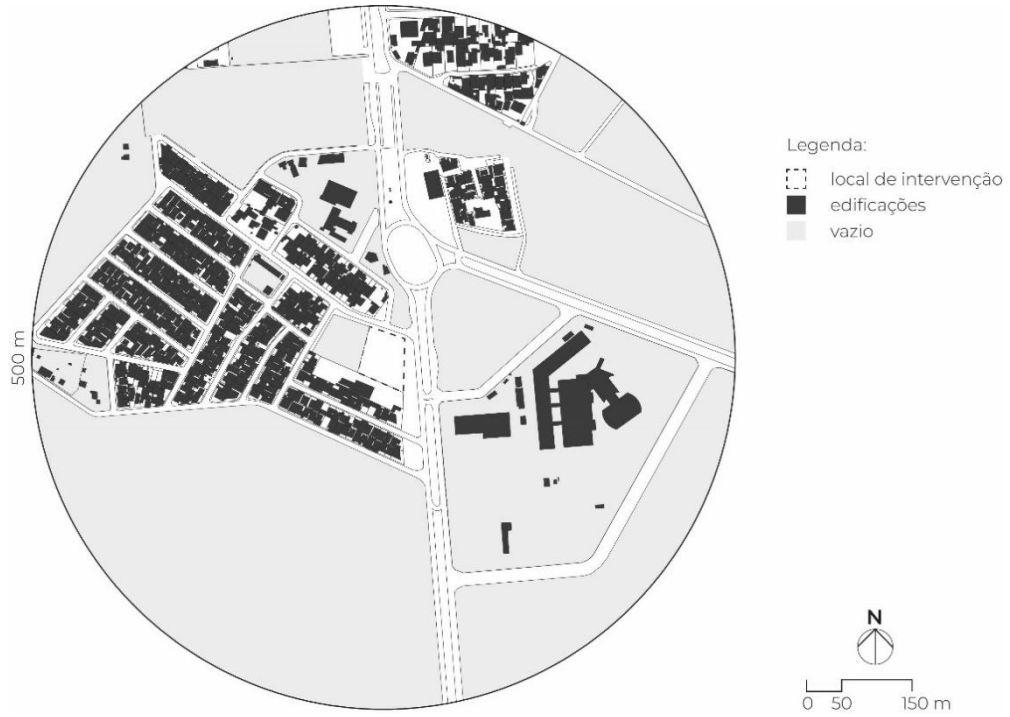 500 m
Legenda:
local de intervenção
edificações
vazio
N
0 50 150 m